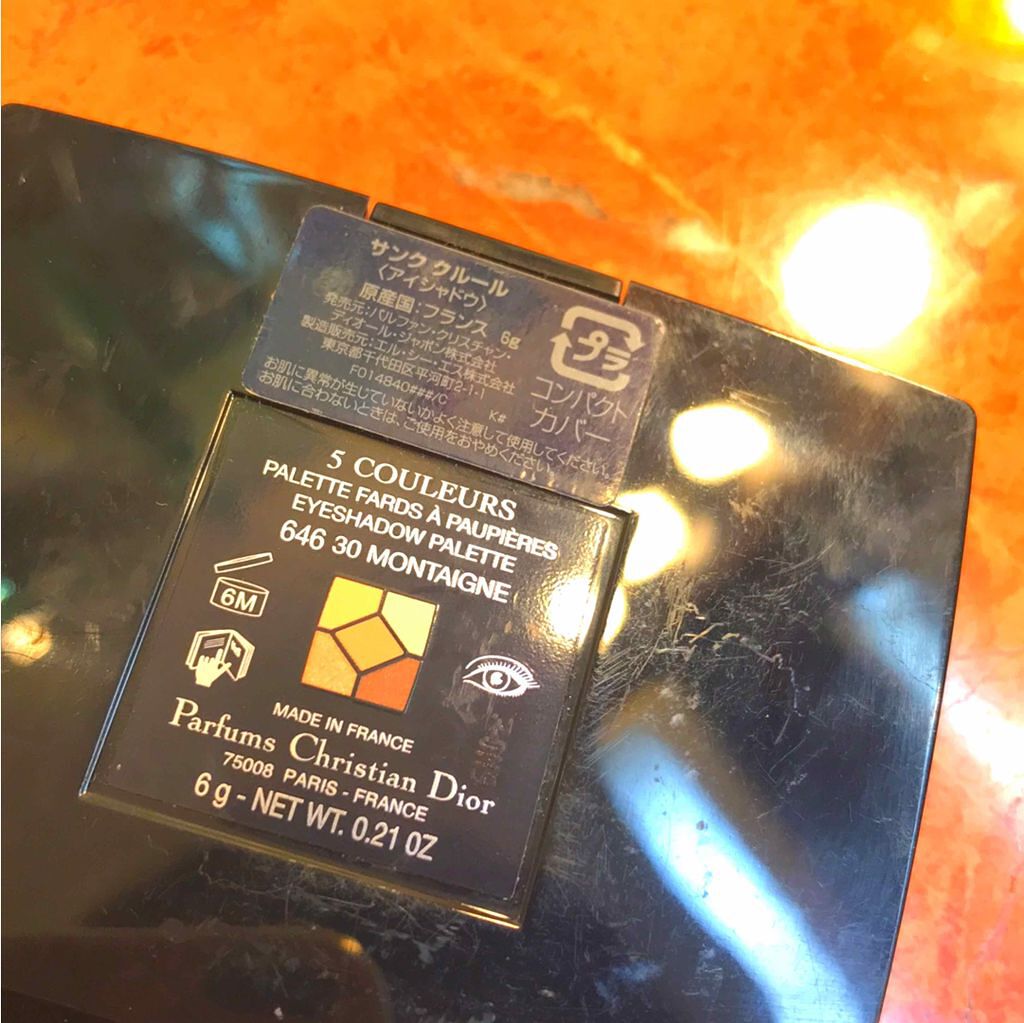 サンク クルール
〈アイシャドウ〉
原産国:フランス 6g
発売元:パルファン・クリスチャン・
ディオール・ジャポン株式会社
製造販売元:エル・シー・エス株式会社
東京都千代田区平河町2-1-1
F014840###/C K#
お肌に異常が生じていないかよく注意して使用してください。
お肌に合わないときは、ご使用をおやめください。
プラ
コンパクト
カバー
5 COULEURS
PALETTE FARDS À PAUPIÈRES
EYESHADOW PALETTE
646 30 MONTAIGNE
6M
MADE IN FRANCE
Parfums Christian Dior
75008 PARIS - FRANCE
6 g - NET WT. 0.21 OZ